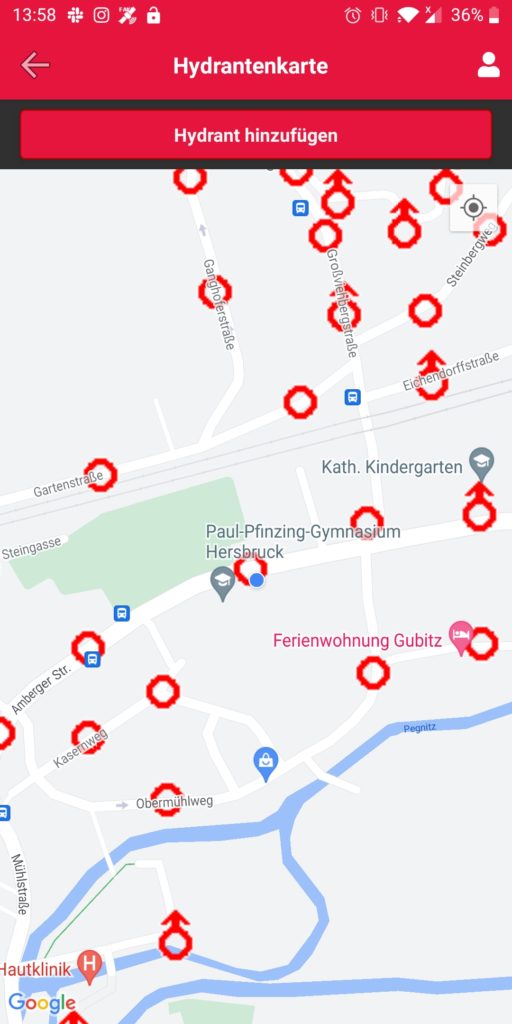 13:58
36%
Hydrantenkarte
Hydrant hinzufügen
Steinbergweg
Ganghoferstraße
Großviehbergstraße
Eichendorffstraße
Kath. Kindergarten
Gartenstraße
Paul-Pfinzing-Gymnasium
Hersbruck
Steingasse
Ferienwohnung Gubitz
Amberger Str.
Pegnitz
Kasernweg
Obermühlweg
Mühlstraße
Hautklinik
H
Google